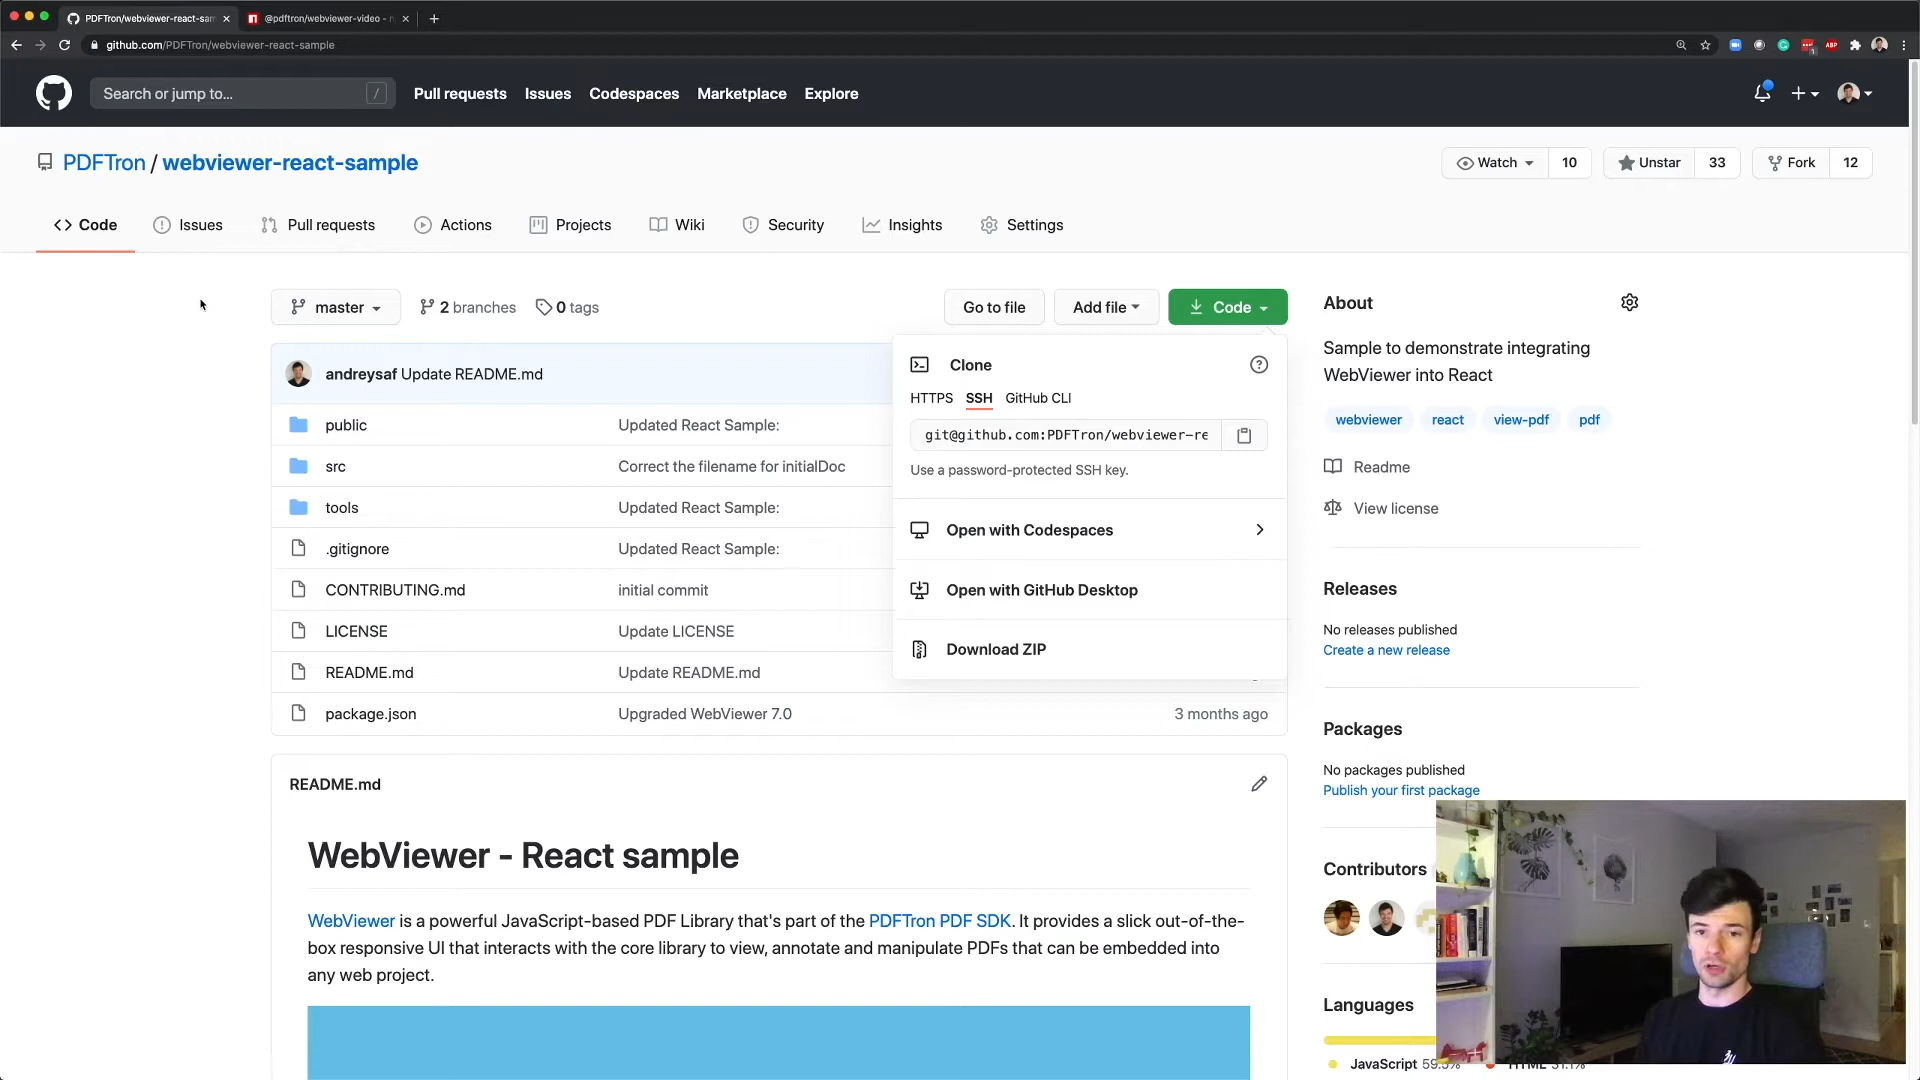 PDFTron/webviewer-react-sam
@pdftron/webviewer-video - n
github.com/PDFTron/webviewer-react-sample
ABP
Search or jump to... /
Pull requests Issues Codespaces Marketplace Explore
PDFTron / webviewer-react-sample
Watch 10 Unstar 33 Fork 12
Code Issues Pull requests Actions Projects Wiki Security Insights Settings
master 2 branches 0 tags Go to file Add file Code
andreysaf Update README.md
public Updated React Sample:
src Correct the filename for initialDoc
tools Updated React Sample:
.gitignore Updated React Sample:
CONTRIBUTING.md initial commit
LICENSE Update LICENSE
README.md Update README.md
package.json Upgraded WebViewer 7.0 3 months ago
Clone
HTTPS SSH GitHub CLI
git@github.com:PDFTron/webviewer-re
Use a password-protected SSH key.
Open with Codespaces
Open with GitHub Desktop
Download ZIP
README.md
WebViewer - React sample
WebViewer is a powerful JavaScript-based PDF Library that's part of the PDFTron PDF SDK. It provides a slick out-of-the-
box responsive UI that interacts with the core library to view, annotate and manipulate PDFs that can be embedded into
any web project.
About
Sample to demonstrate integrating
WebViewer into React
webviewer react view-pdf pdf
Readme
View license
Releases
No releases published
Create a new release
Packages
No packages published
Publish your first package
Contributors
Languages
JavaScript 59.5% HTML 31.1%